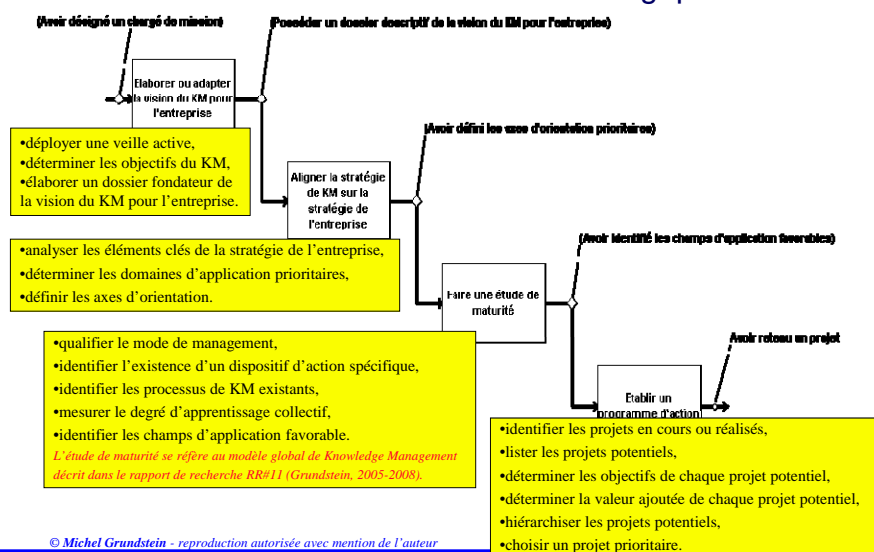 (Avoir désigné un chargé de mission)
(Posséder un dossier descriptif de la vision du KM pour l'entreprise)
Elaborer ou adapter
la vision du KM pour
l'entreprise
•déployer une veille active,
•déterminer les objectifs du KM,
•élaborer un dossier fondateur de
la vision du KM pour l’entreprise.
(Avoir défini les axes d'orientation prioritaires)
Aligner la stratégie
de KM sur la
stratégie de
l'entreprise
•analyser les éléments clés de la stratégie de l’entreprise,
•déterminer les domaines d’application prioritaires,
•définir les axes d’orientation.
(Avoir identifié les champs d'application favorables)
Faire une étude de
maturité
•qualifier le mode de management,
•identifier l’existence d’un dispositif d’action spécifique,
•identifier les processus de KM existants,
•mesurer le degré d’apprentissage collectif,
•identifier les champs d’application favorable.
L’étude de maturité se réfère au modèle global de Knowledge Management
décrit dans le rapport de recherche RR#11 (Grundstein, 2005-2008).
Avoir retenu un projet
Etablir un
programme d'action
•identifier les projets en cours ou réalisés,
•lister les projets potentiels,
•déterminer les objectifs de chaque projet potentiel,
•déterminer la valeur ajoutée de chaque projet potentiel,
•hiérarchiser les projets potentiels,
•choisir un projet prioritaire.
© Michel Grundstein - reproduction autorisée avec mention de l’auteur